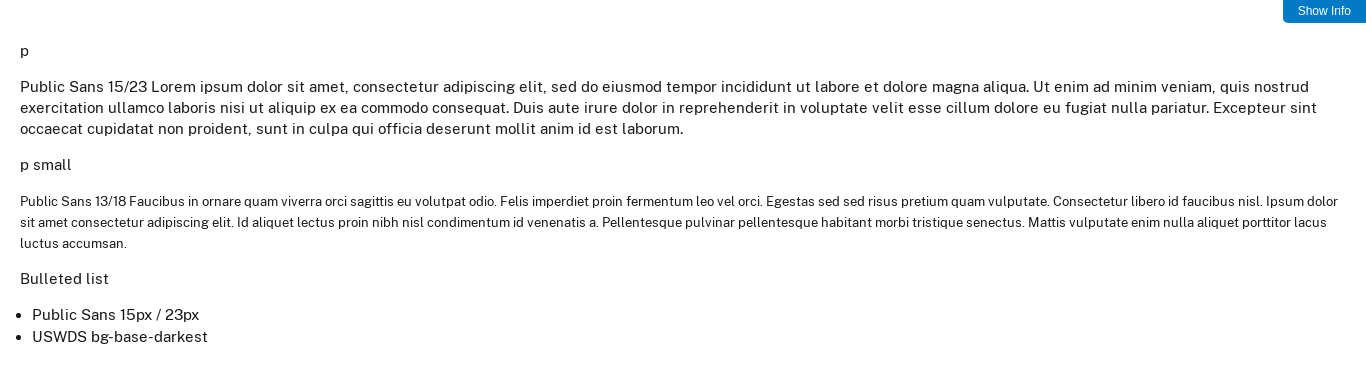 Show Info
p
Public Sans 15/23 Lorem ipsum dolor sit amet, consectetur adipiscing elit, sed do eiusmod tempor incididunt ut labore et dolore magna aliqua. Ut enim ad minim veniam, quis nostrud
exercitation ullamco laboris nisi ut aliquip ex ea commodo consequat. Duis aute irure dolor in reprehenderit in voluptate velit esse cillum dolore eu fugiat nulla pariatur. Excepteur sint
occaecat cupidatat non proident, sunt in culpa qui officia deserunt mollit anim id est laborum.
p small
Public Sans 13/18 Faucibus in ornare quam viverra orci sagittis eu volutpat odio. Felis imperdiet proin fermentum leo vel orci. Egestas sed sed risus pretium quam vulputate. Consectetur libero id faucibus nisl. Ipsum dolor
sit amet consectetur adipiscing elit. Id aliquet lectus proin nibh nisl condimentum id venenatis a. Pellentesque pulvinar pellentesque habitant morbi tristique senectus. Mattis vulputate enim nulla aliquet porttitor lacus
luctus accumsan.
Bulleted list
• Public Sans 15px / 23px
• USWDS bg-base-darkest